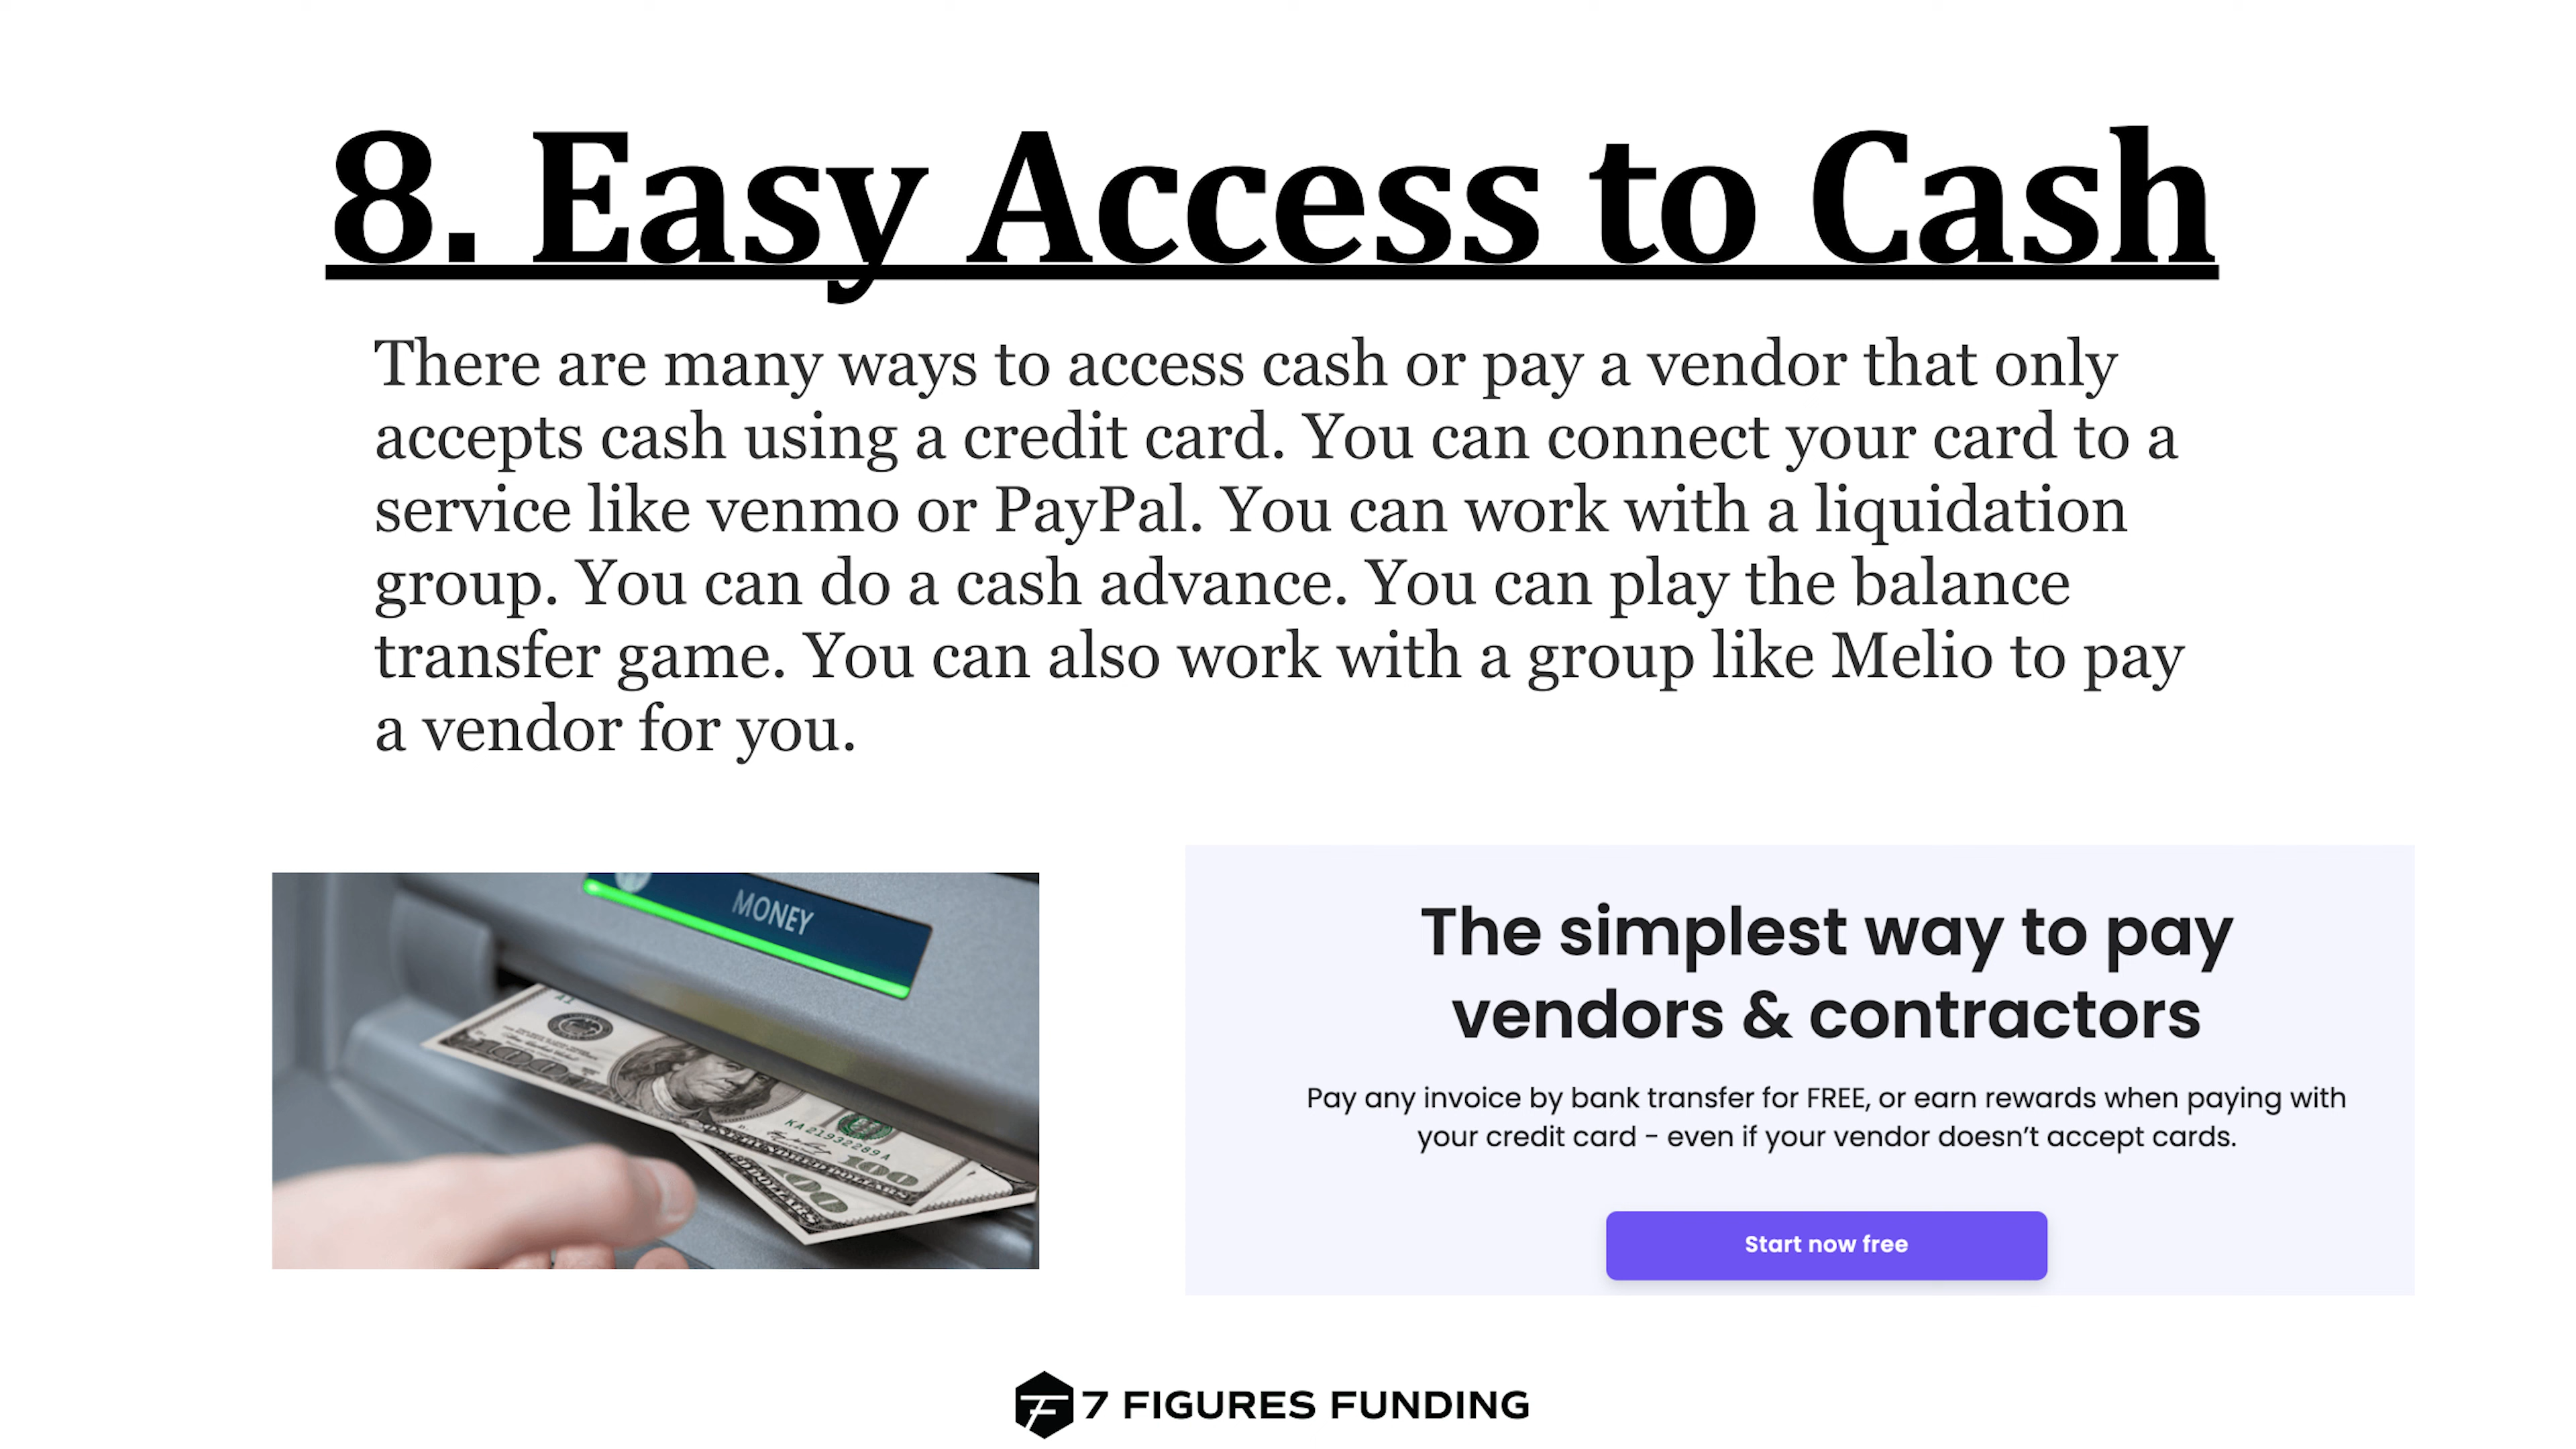 8. Easy Access to Cash
There are many ways to access cash or pay a vendor that only
accepts cash using a credit card. You can connect your card to a
service like venmo or PayPal. You can work with a liquidation
group. You can do a cash advance. You can play the balance
transfer game. You can also work with a group like Melio to pay
a vendor for you.
MONEY
KA21932289A
100
The simplest way to pay
vendors & contractors
Pay any invoice by bank transfer for FREE, or earn rewards when paying with
your credit card - even if your vendor doesn't accept cards.
Start now free
7 FIGURES FUNDING